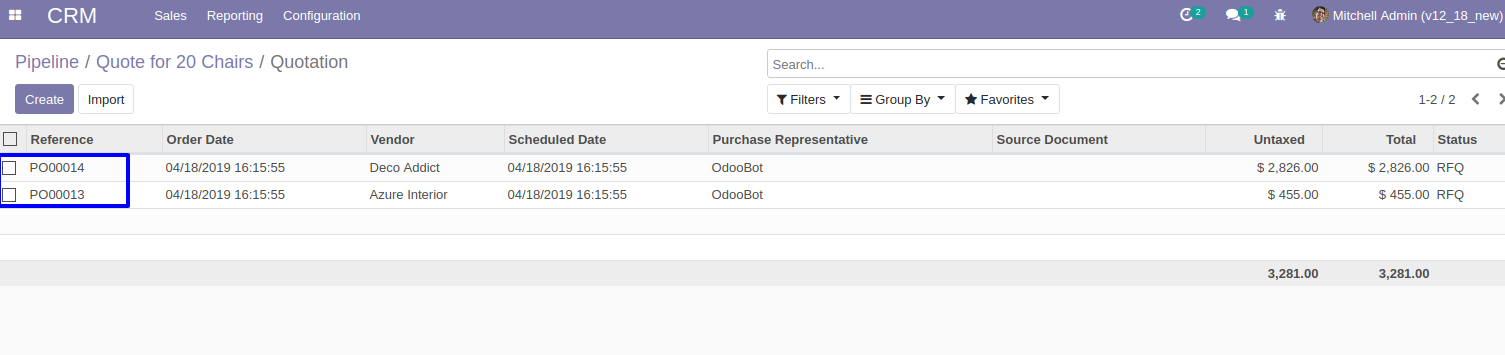 CRM Sales Reporting Configuration 2 1 Mitchell Admin (v12_18_new)
Pipeline / Quote for 20 Chairs / Quotation
Search...
Create Import Filters Group By Favorites 1-2 / 2
Reference Order Date Vendor Scheduled Date Purchase Representative Source Document Untaxed Total Status
PO00014 04/18/2019 16:15:55 Deco Addict 04/18/2019 16:15:55 OdooBot $ 2,826.00 $ 2,826.00 RFQ
PO00013 04/18/2019 16:15:55 Azure Interior 04/18/2019 16:15:55 OdooBot $ 455.00 $ 455.00 RFQ
3,281.00 3,281.00